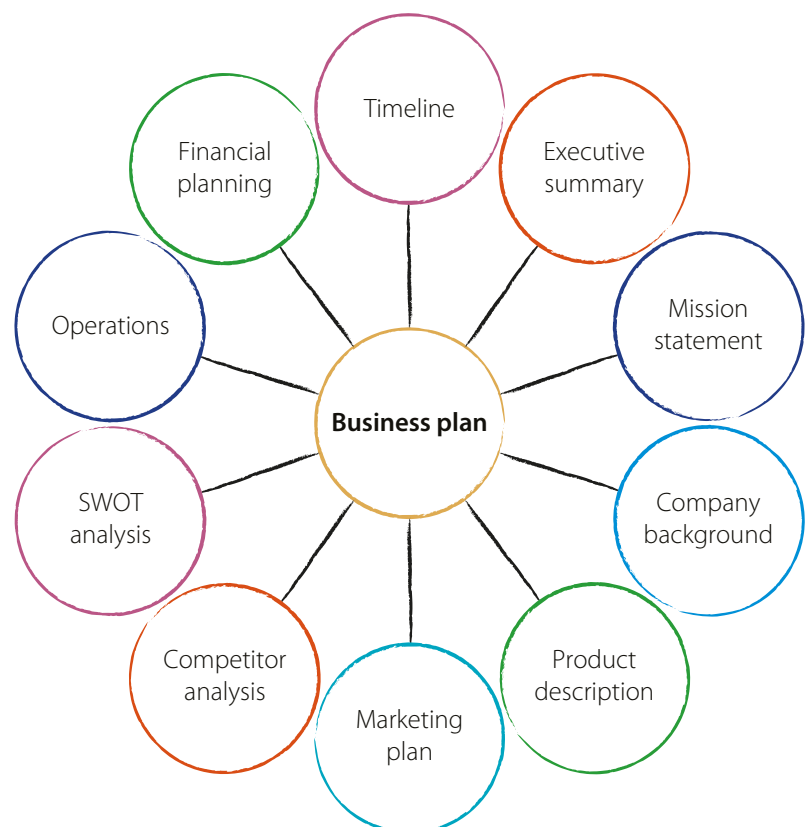 Timeline
Executive
summary
Mission
statement
Company
background
Product
description
Marketing
plan
Competitor
analysis
SWOT
analysis
Operations
Financial
planning
Business plan